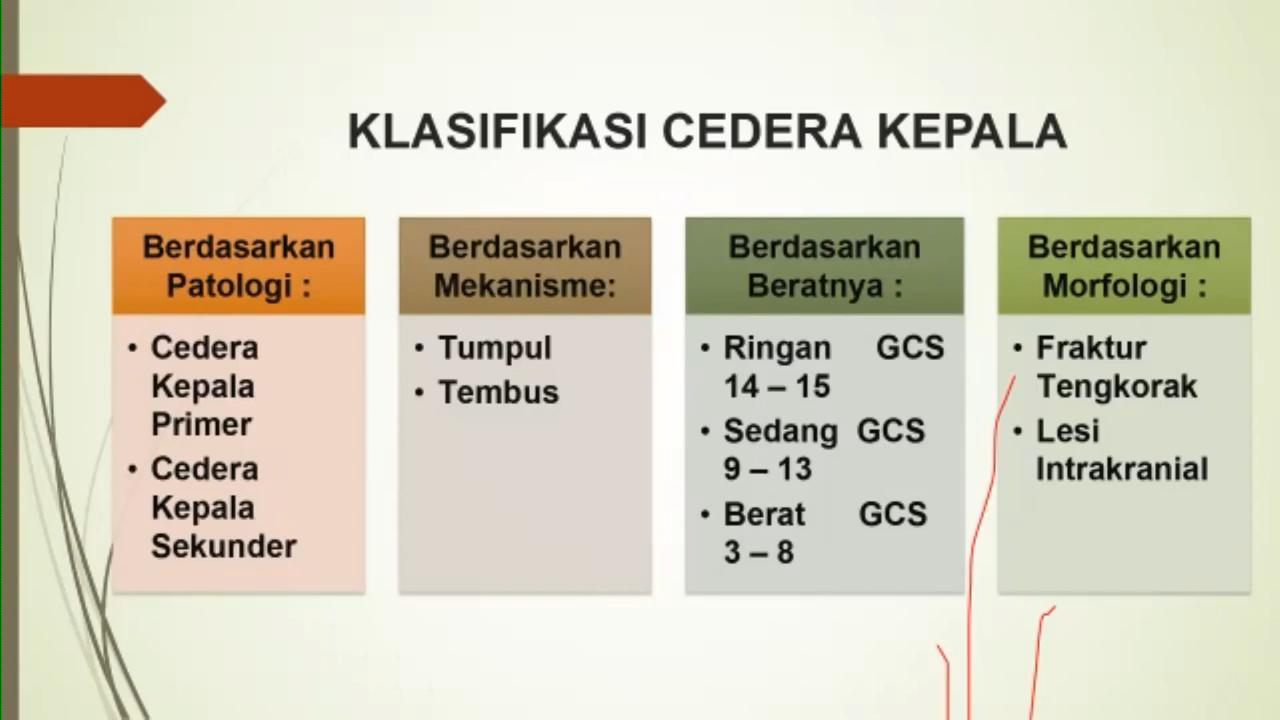 KLASIFIKASI CEDERA KEPALA
Berdasarkan
Patologi :
• Cedera
Kepala
Primer
• Cedera
Kepala
Sekunder
Berdasarkan
Mekanisme:
• Tumpul
• Tembus
Berdasarkan
Beratnya :
• Ringan GCS
14 – 15
• Sedang GCS
9 – 13
• Berat GCS
3 – 8
Berdasarkan
Morfologi :
• Fraktur
Tengkorak
• Lesi
Intrakranial